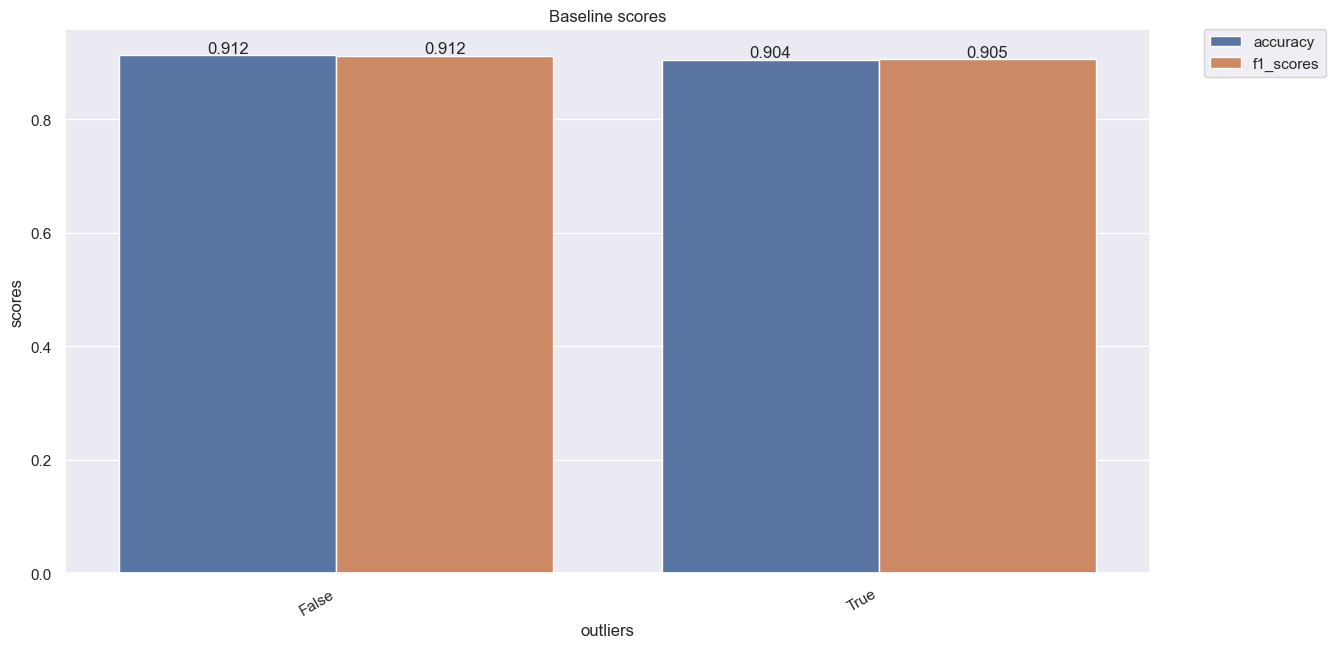 Baseline scores
accuracy
f1_scores
0.912
0.912
0.904
0.905
0.8
0.6
0.4
0.2
0.0
scores
False
True
outliers